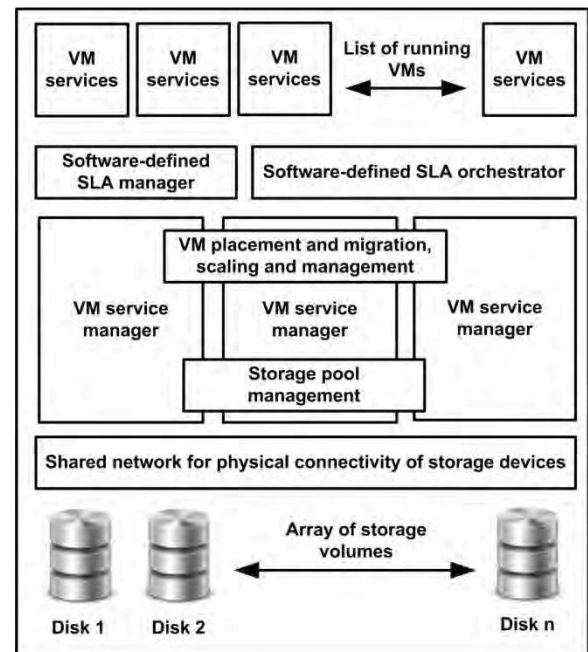 VM
services
VM
services
VM
services
List of running
VMs
VM
services
Software-defined
SLA manager
Software-defined SLA orchestrator
VM placement and migration,
scaling and management
VM service
manager
VM service
manager
VM service
manager
Storage pool
management
Shared network for physical connectivity of storage devices
Array of storage
volumes
Disk 1
Disk 2
Disk n